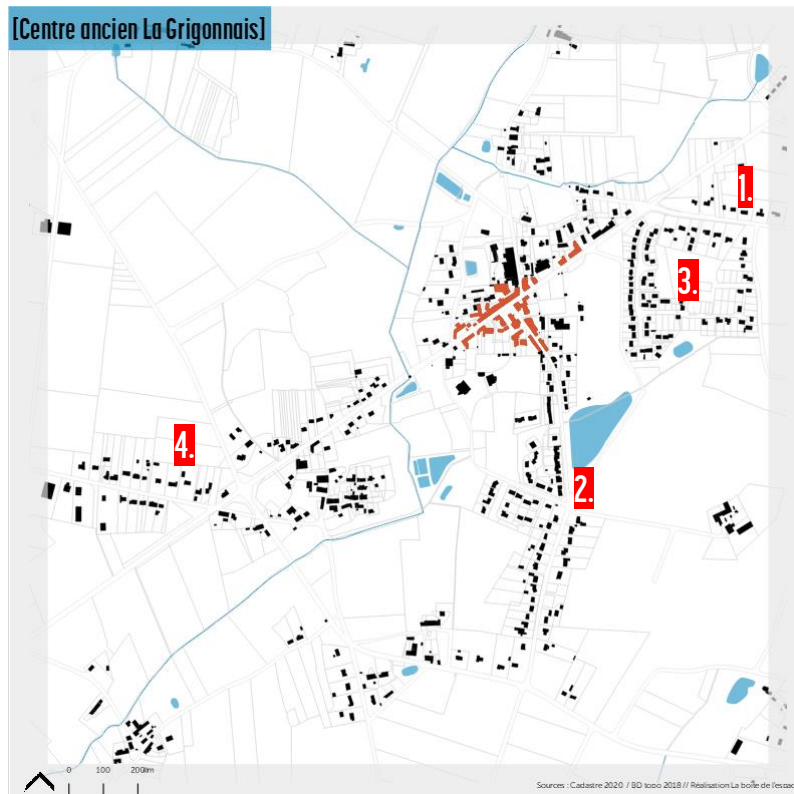 [Centre ancien La Grigonnais]
1.
3.
4.
2.
0 100 200m
Sources : Cadastre 2020 / BD topo 2018 // Réalisation La boîte de l'espac